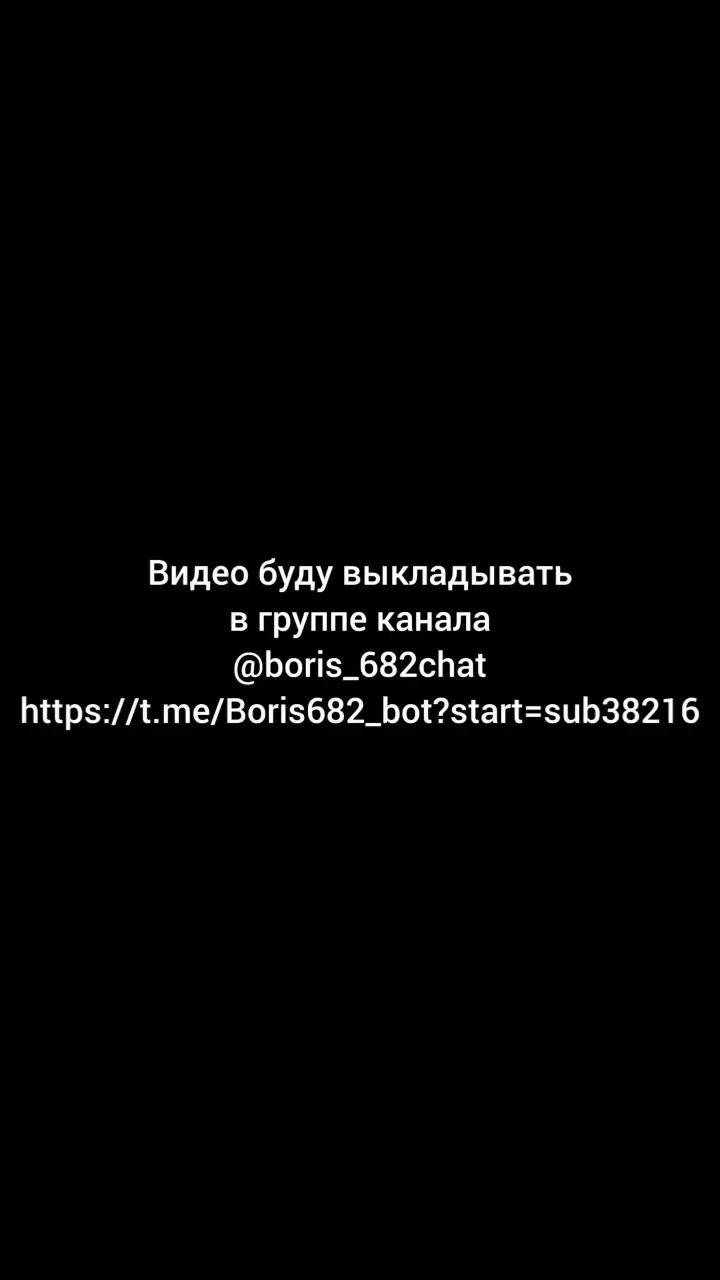 Видео буду выкладывать
в группе канала
@boris_682chat
https://t.me/Boris682_bot?start=sub38216